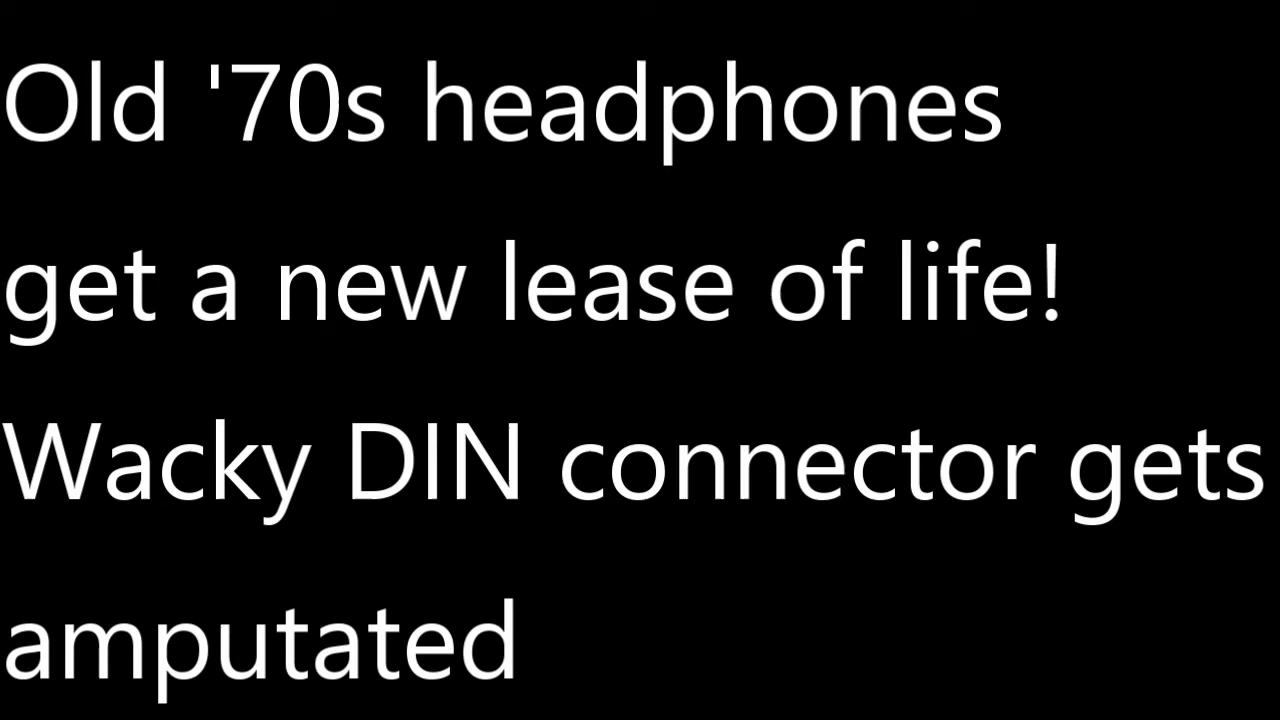 Old '70s headphones
get a new lease of life!
Wacky DIN connector gets
amputated